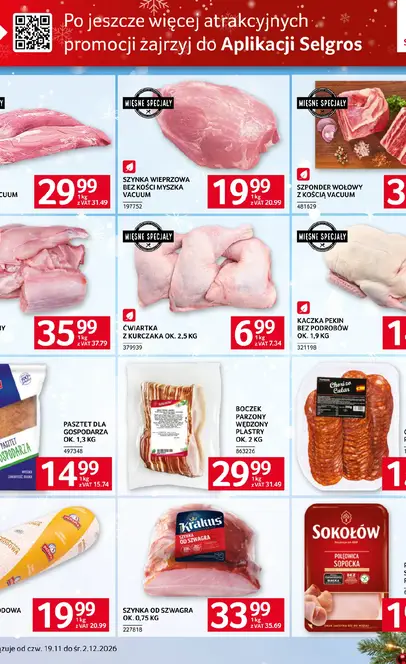 Po jeszcze więcej atrakcyjnych
promocji zajrzyj do Aplikacji Selgros
MIĘSNE SPECJAŁY
MIĘSNE SPECJAŁY
29.99
1 kg
z VAT 31.49
SZYNKA WIEPRZOWA
BEZ KOŚCI MYSZKA
VACUUM
197752
19.99
1 kg
z VAT 20.99
SZPONDER WOŁOWY
Z KOŚCIĄ VACUUM
481629
MIĘSNE SPECJAŁY
MIĘSNE SPECJAŁY
35.99
1 kg
z VAT 37.79
ĆWIARTKA
Z KURCZAKA OK. 2,5 KG
379939
6.99
1 kg
z VAT 7.34
KACZKA PEKIN
BEZ PODROBÓW
OK. 1,9 KG
321198
PASZTET DLA
GOSPODARZA
OK. 1,3 KG
497348
14.99
1 kg
z VAT 15.74
BOCZEK
PARZONY
WĘDZONY
PLASTRY
OK. 2 KG
863226
29.99
1 kg
z VAT 31.49
Chorizo
Cular
19.99
1 kg
z VAT 20.99
Krakus
SZYNKA
OD SZWAGRA
SZYNKA OD SZWAGRA
OK. 0,75 KG
227818
33.99
1 kg
z VAT 35.69
SOKOŁÓW
POLĘDWICA
SOPOCKA
od czw. 19.11 do śr. 2.12.2026